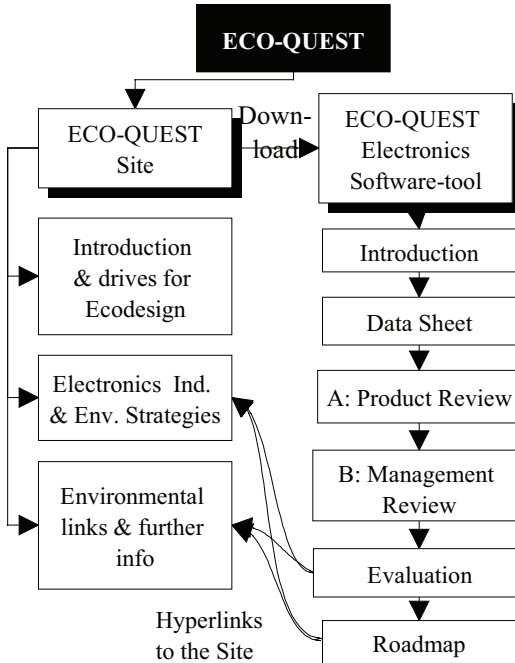 ECO-QUEST
ECO-QUEST
Site
Down-
load
ECO-QUEST
Electronics
Software-tool
Introduction
& drives for
Ecodesign
Electronics Ind.
& Env. Strategies
Environmental
links & further
info
Introduction
Data Sheet
A: Product Review
B: Management
Review
Evaluation
Roadmap
Hyperlinks
to the Site